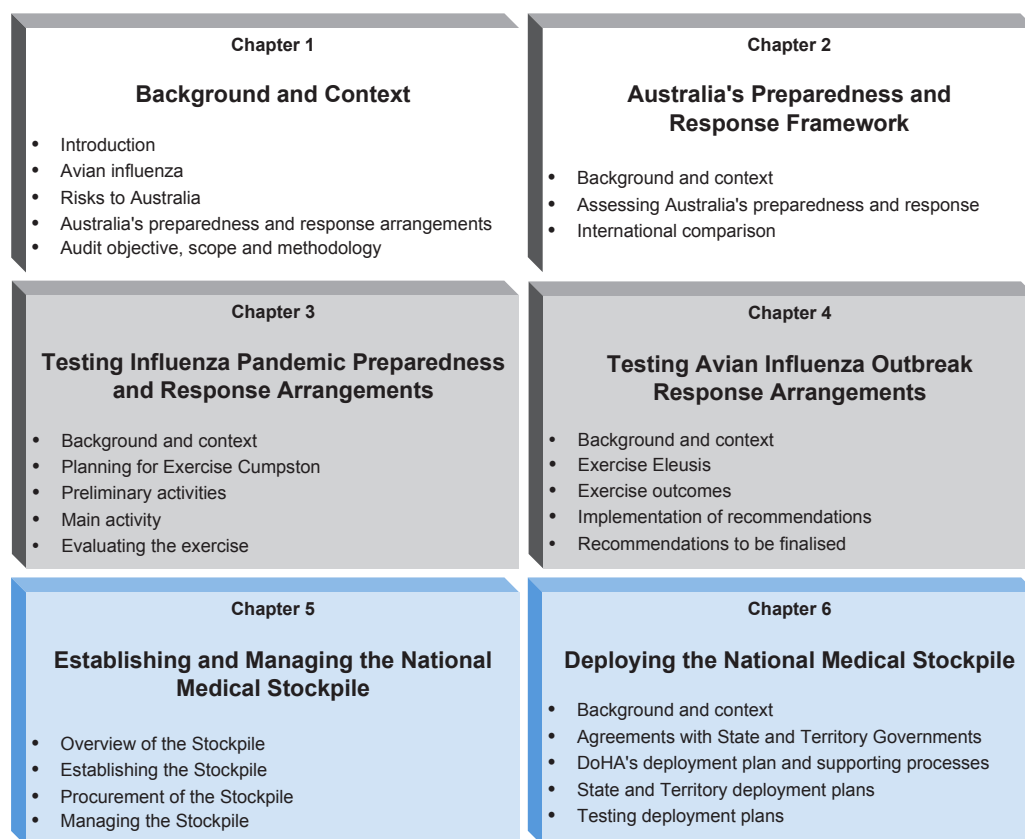 Chapter 1
Background and Context
• Introduction
• Avian influenza
• Risks to Australia
• Australia's preparedness and response arrangements
• Audit objective, scope and methodology
Chapter 2
Australia's Preparedness and
Response Framework
• Background and context
• Assessing Australia's preparedness and response
• International comparison
Chapter 3
Testing Influenza Pandemic Preparedness
and Response Arrangements
• Background and context
• Planning for Exercise Cumpston
• Preliminary activities
• Main activity
• Evaluating the exercise
Chapter 4
Testing Avian Influenza Outbreak
Response Arrangements
• Background and context
• Exercise Eleusis
• Exercise outcomes
• Implementation of recommendations
• Recommendations to be finalised
Chapter 5
Establishing and Managing the National
Medical Stockpile
• Overview of the Stockpile
• Establishing the Stockpile
• Procurement of the Stockpile
• Managing the Stockpile
Chapter 6
Deploying the National Medical Stockpile
• Background and context
• Agreements with State and Territory Governments
• DoHA's deployment plan and supporting processes
• State and Territory deployment plans
• Testing deployment plans